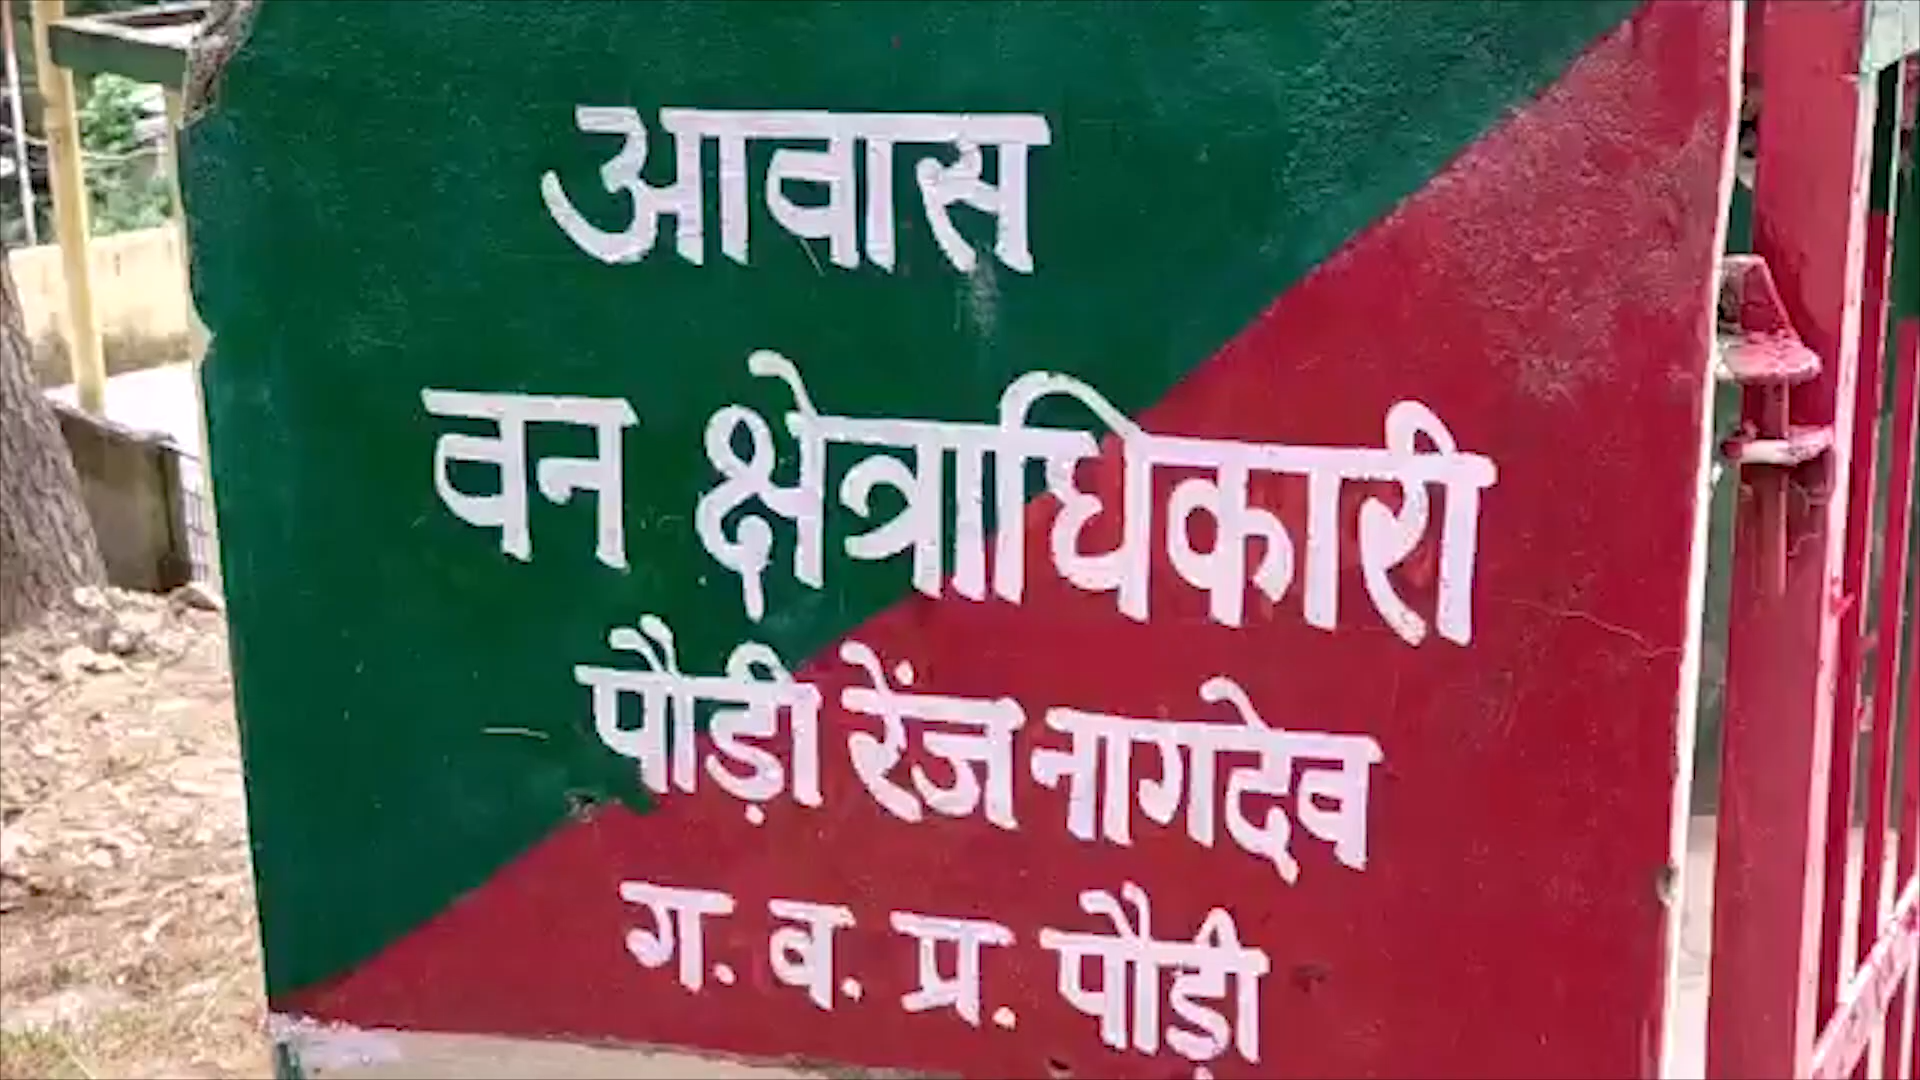 आवास
वन क्षेत्राधिकारी
पौड़ी रेंज नागदेव
ग. व. प्र. पौड़ी